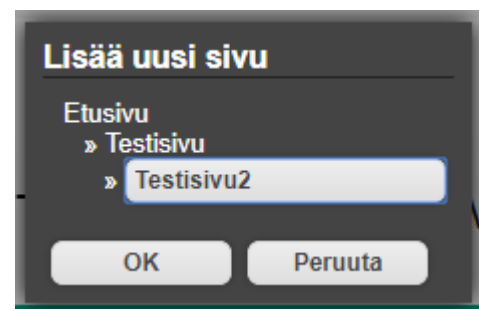 Lisää uusi sivu
Etusivu
» Testisivu
» Testisivu2
OK Peruuta